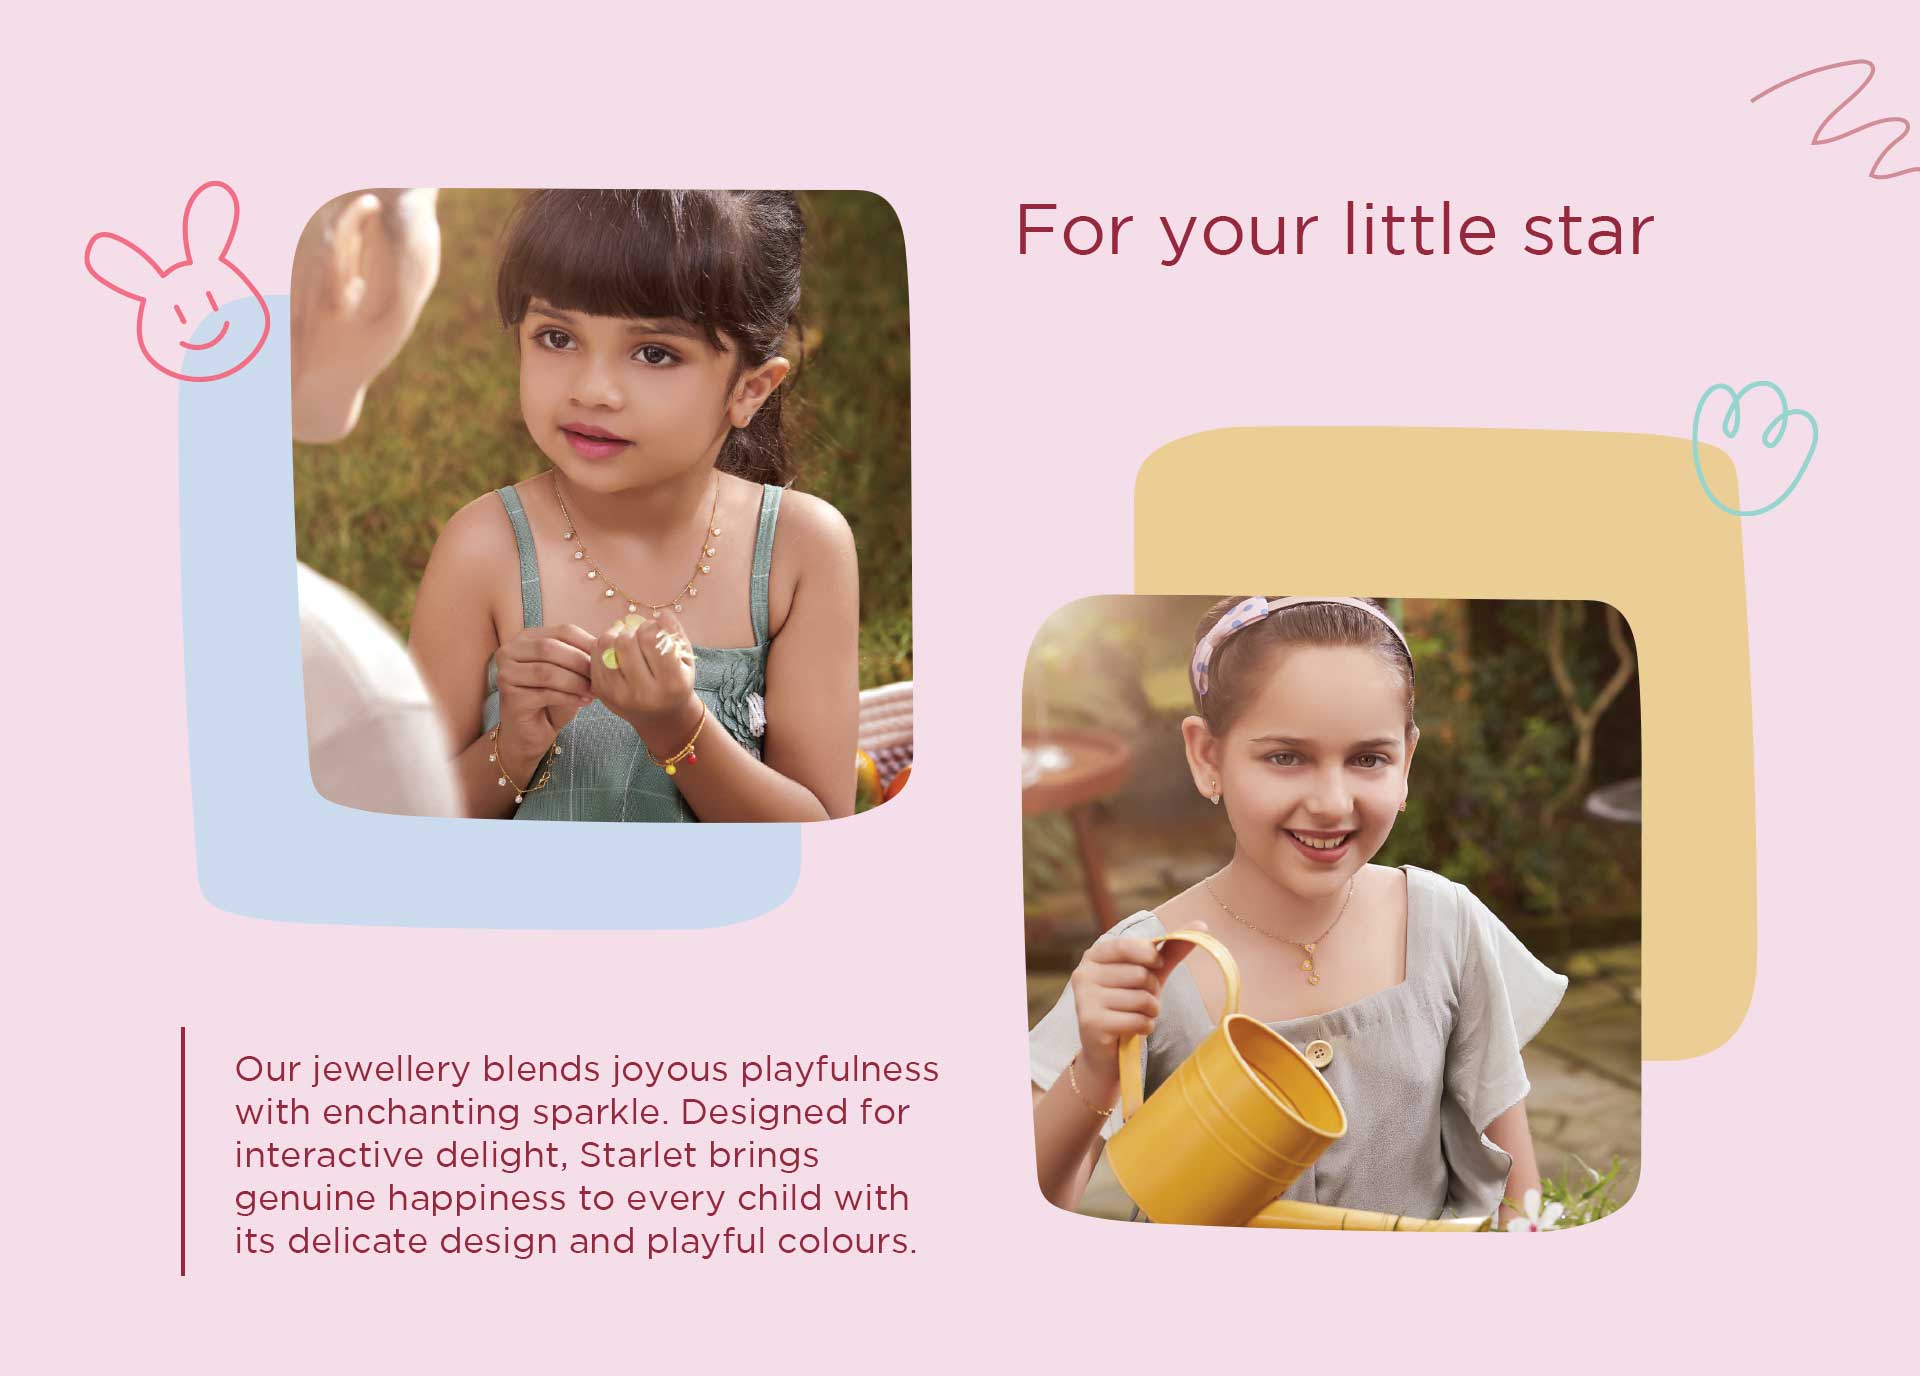 For your little star
Our jewellery blends joyous playfulness
with enchanting sparkle. Designed for
interactive delight, Starlet brings
genuine happiness to every child with
its delicate design and playful colours.